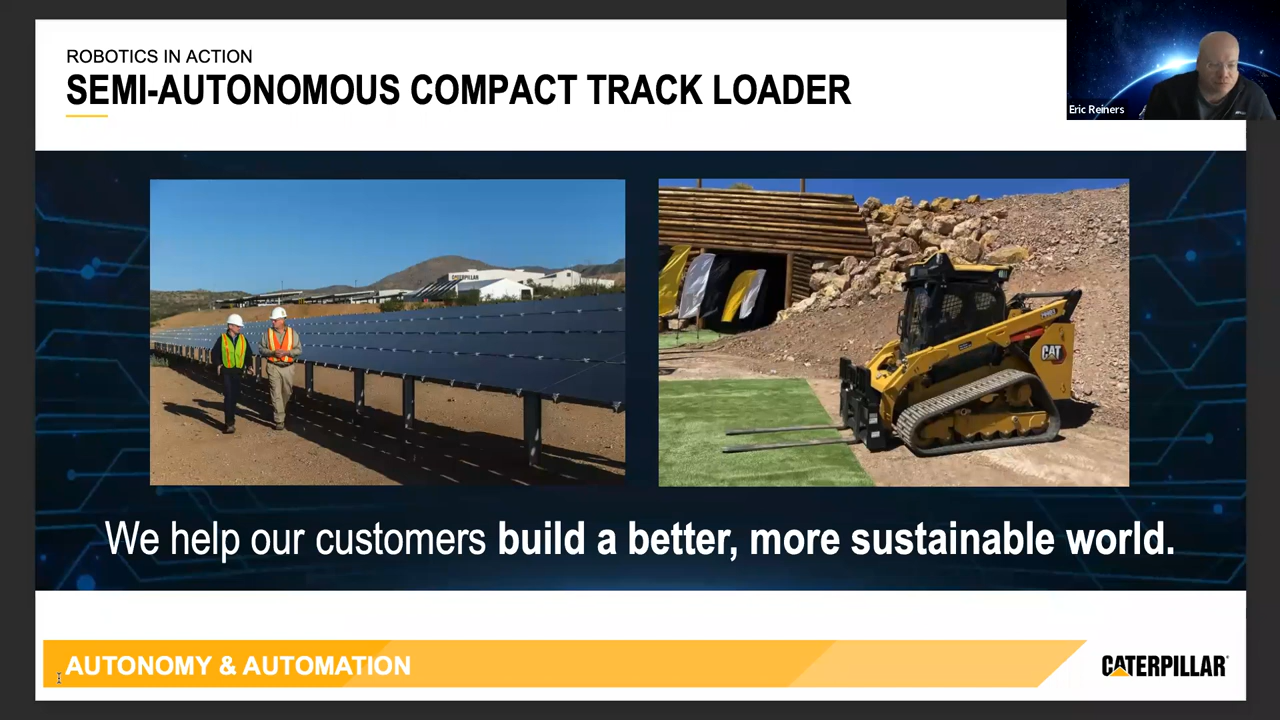 ROBOTICS IN ACTION
SEMI-AUTONOMOUS COMPACT TRACK LOADER
Eric Reiners
CATERPILLAR
CAT
We help our customers build a better, more sustainable world.
AUTONOMY & AUTOMATION
CATERPILLAR